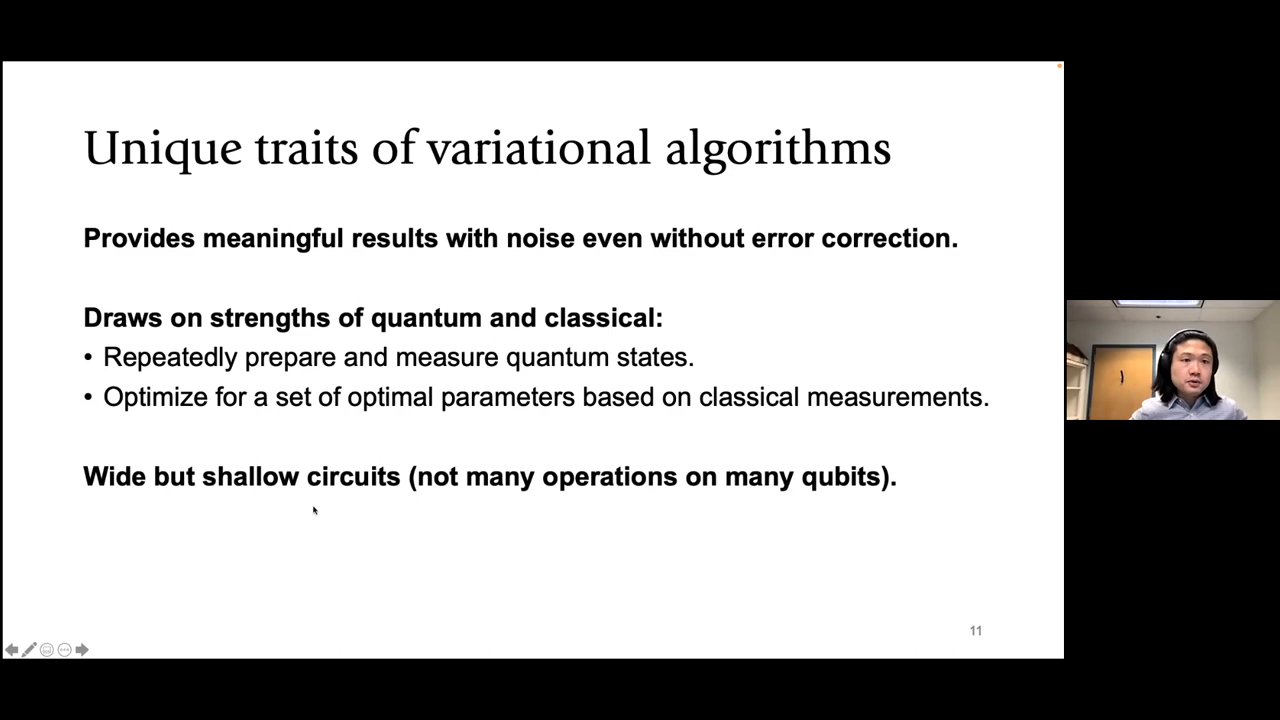 Unique traits of variational algorithms
Provides meaningful results with noise even without error correction.
Draws on strengths of quantum and classical:
• Repeatedly prepare and measure quantum states.
• Optimize for a set of optimal parameters based on classical measurements.
Wide but shallow circuits (not many operations on many qubits).
11